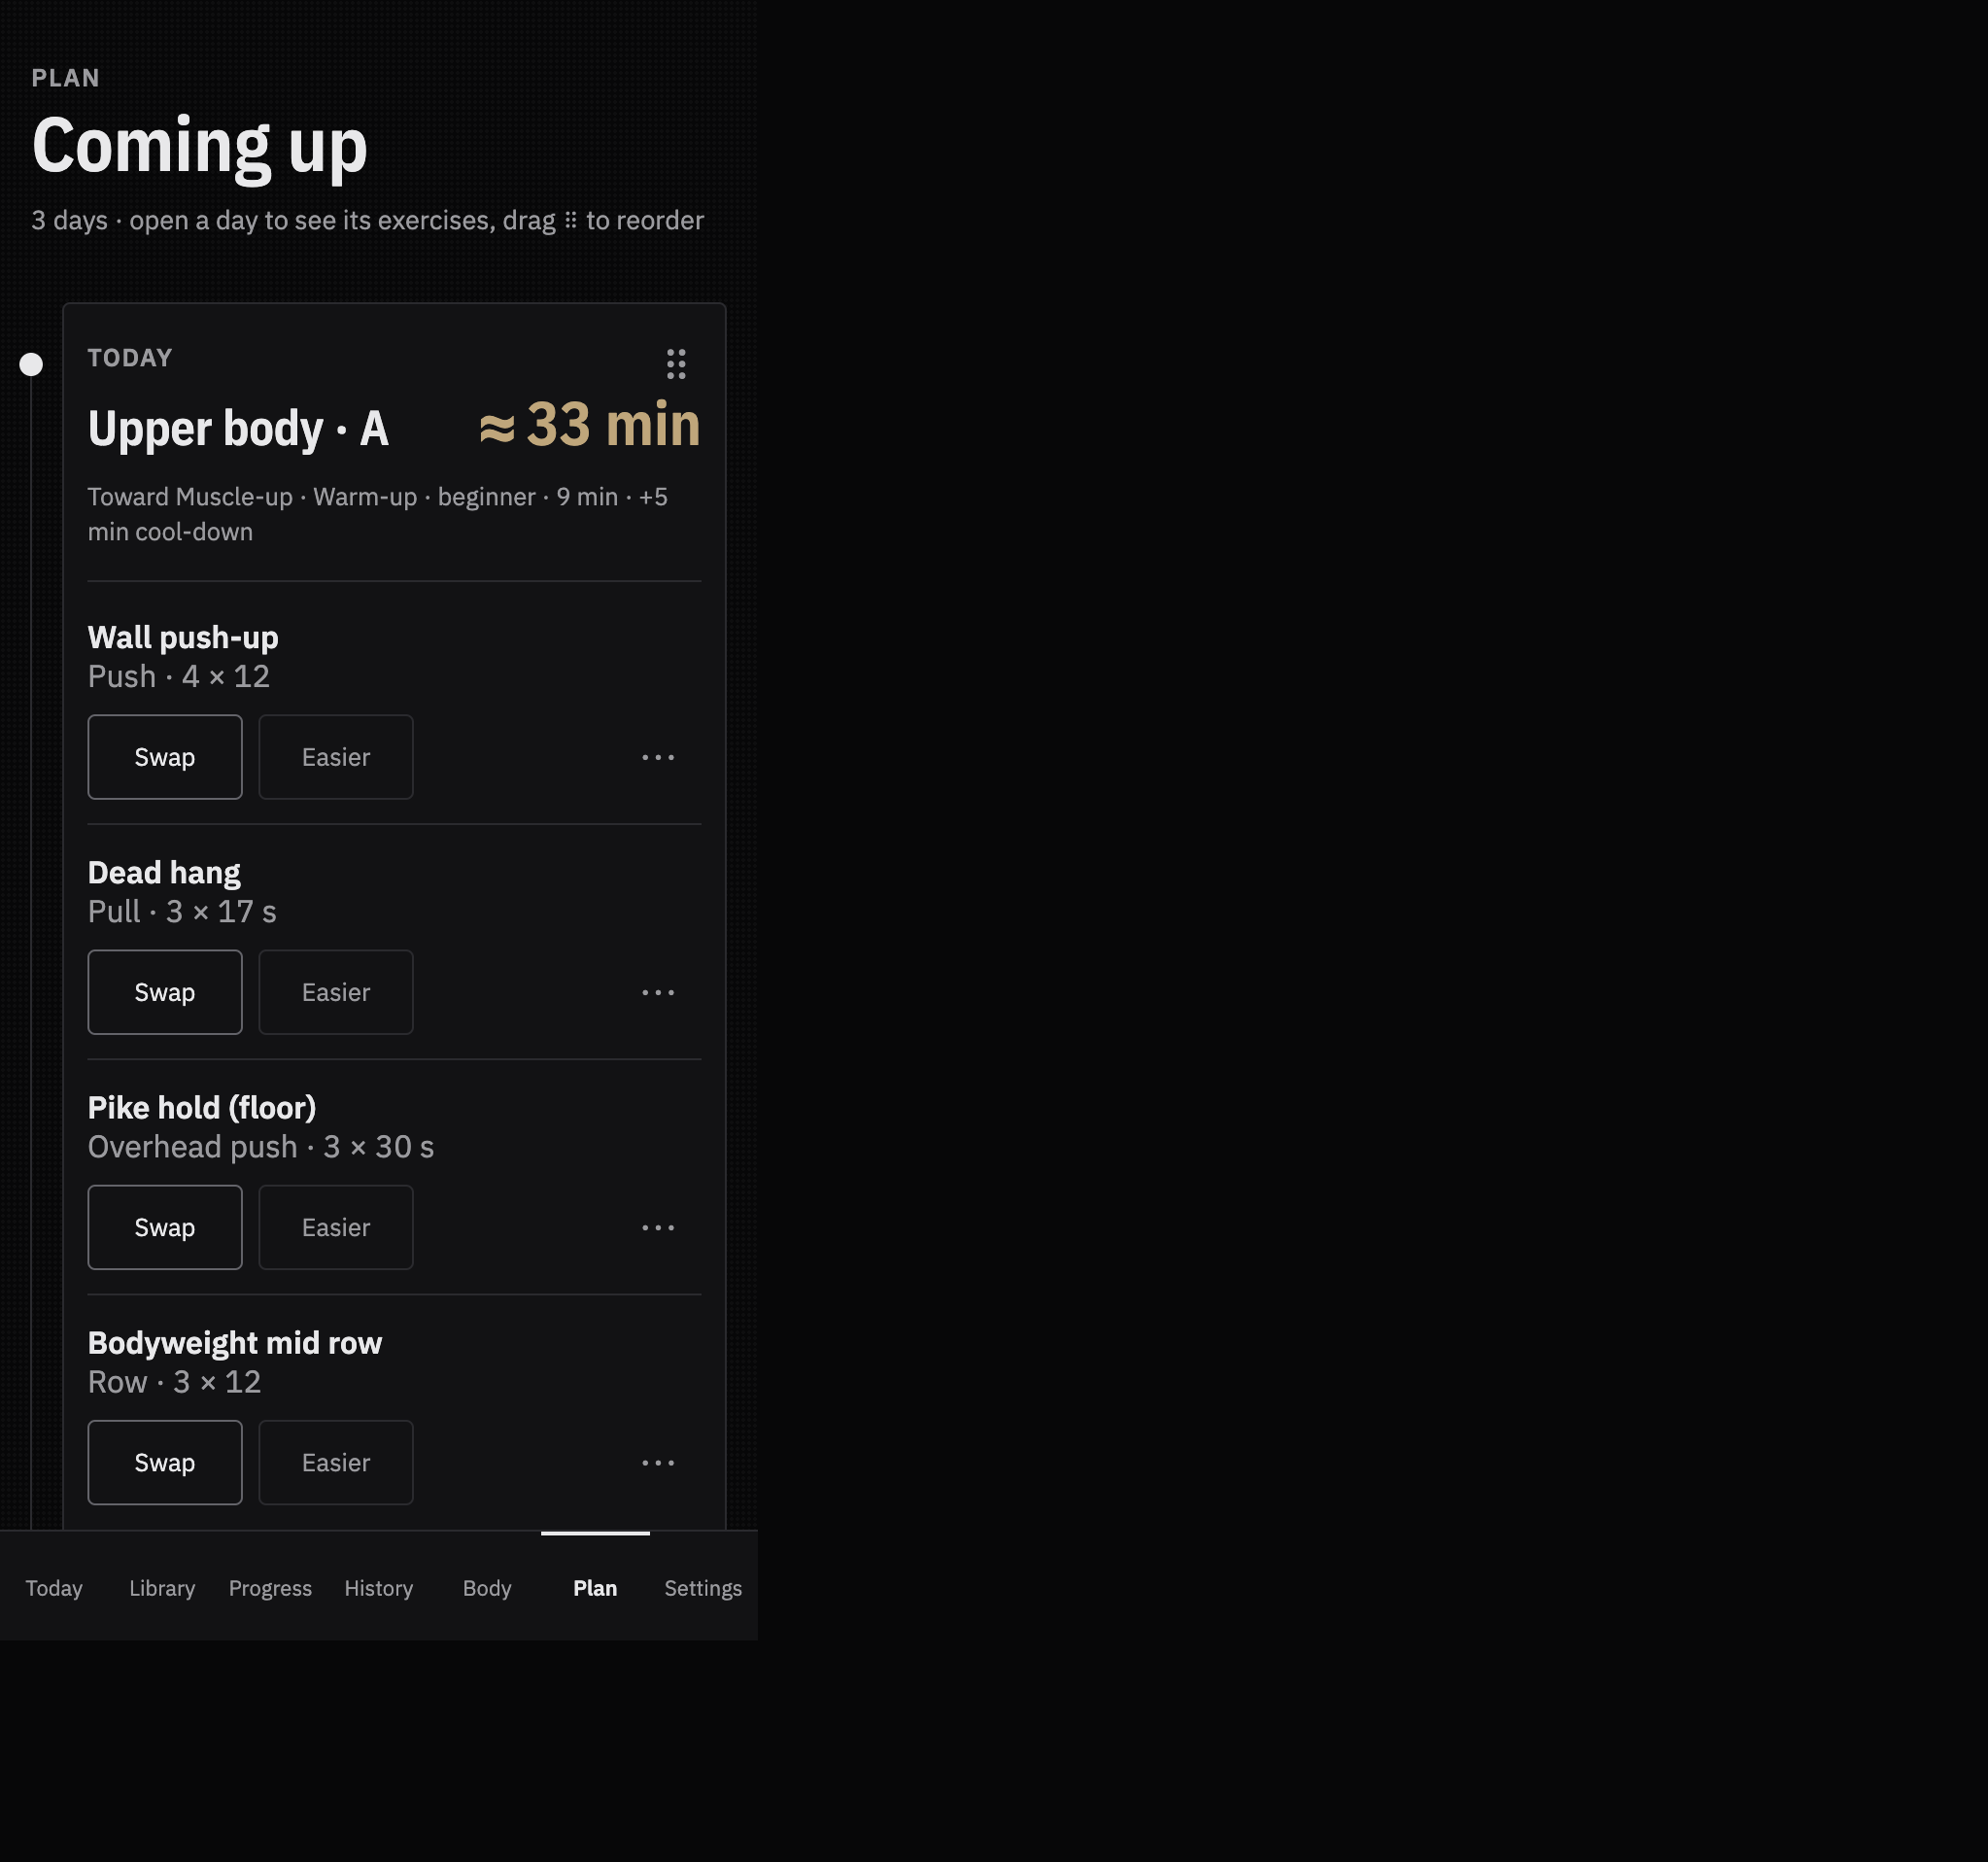 PLAN
Coming up
3 days · open a day to see its exercises, drag ⠿ to reorder
TODAY
Upper body · A
≈ 33 min
Toward Muscle-up · Warm-up · beginner · 9 min · +5
min cool-down
Wall push-up
Push · 4 × 12
Swap
Easier
···
Dead hang
Pull · 3 × 17 s
Swap
Easier
···
Pike hold (floor)
Overhead push · 3 × 30 s
Swap
Easier
···
Bodyweight mid row
Row · 3 × 12
Swap
Easier
···
Today
Library
Progress
History
Body
Plan
Settings